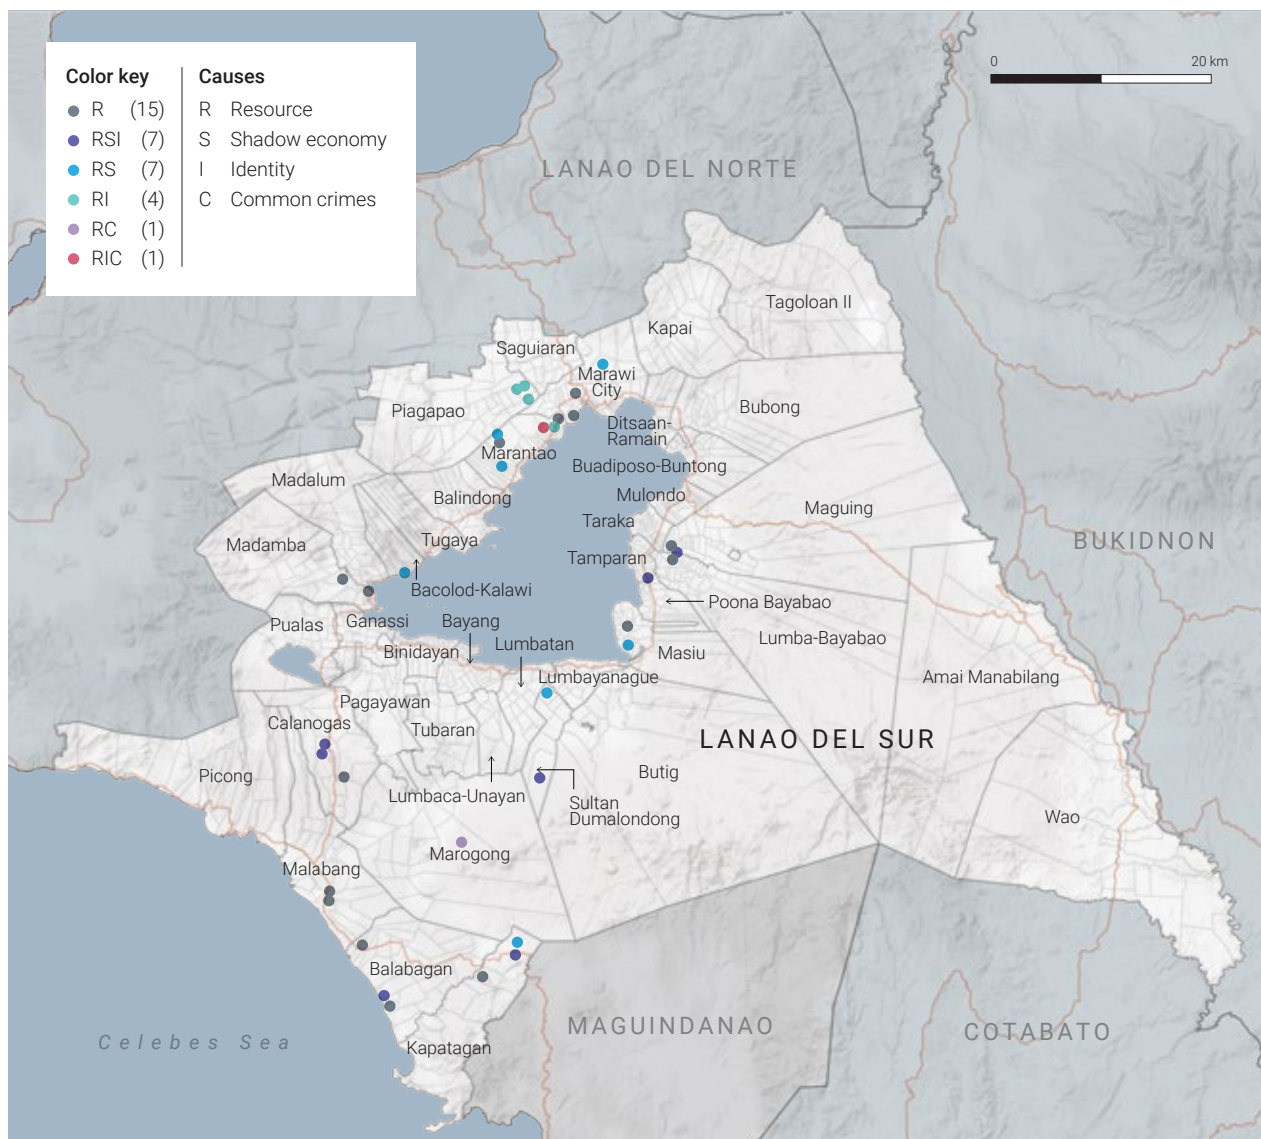 Color key
R (15)
RSI (7)
RS (7)
RI (4)
RC (1)
RIC (1)
Causes
R Resource
S Shadow economy
I Identity
C Common crimes
0 20 km
LANAO DEL NORTE
Tagoloan II
Kapai
Saguiaran
Marawi
City
Piagapao
Bubong
Ditsaan-
Ramain
Marantao
Buadiposo-Buntong
Madalum
Balindong
Mulondo
Maguing
Taraka
Tugaya
Madamba
BUKIDNON
Tamparan
Bacolod-Kalawi
Poona Bayabao
Pualas
Ganassi
Bayang
Lumba-Bayabao
Lumbatan
Binidayan
Masiu
Lumbayanague
Amai Manabilang
Pagayawan
Calanogas
Tubaran
LANAO DEL SUR
Picong
Butig
Lumbaca-Unayan
Sultan
Dumalondong
Wao
Marogong
Malabang
Balabagan
MAGUINDANAO
COTABATO
Celebes Sea
Kapatagan